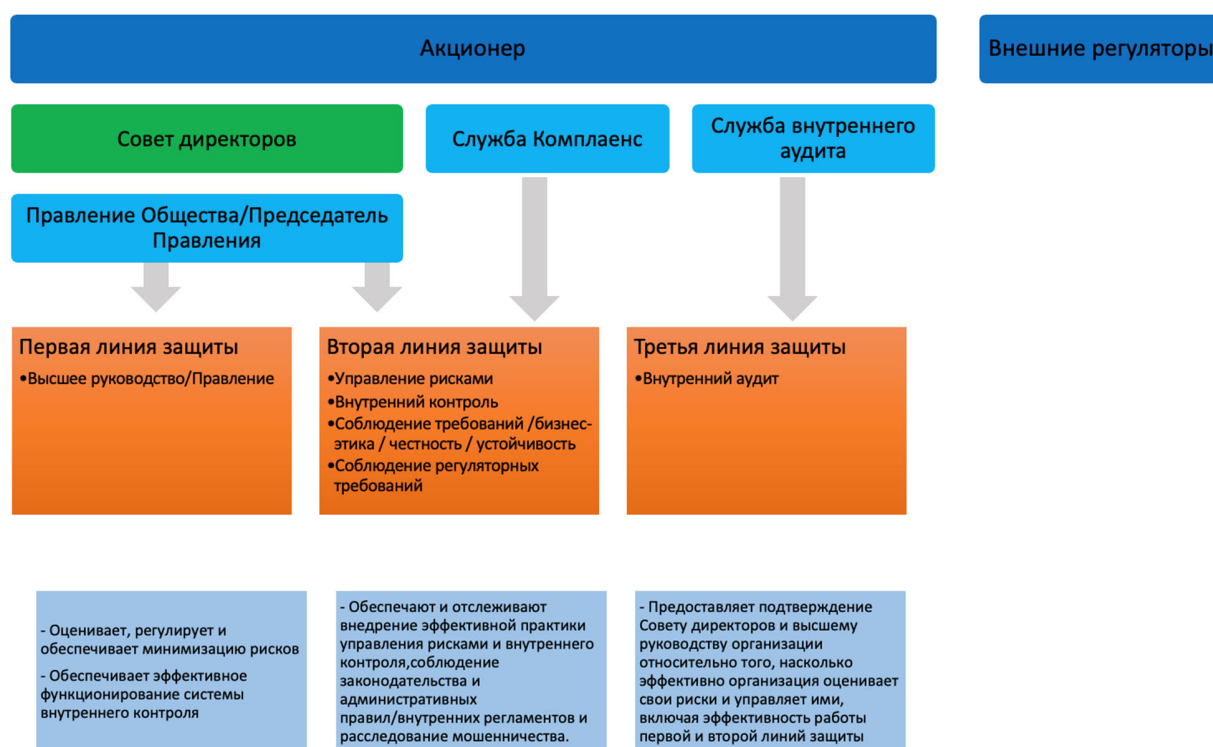 Акционер
Внешние регуляторы
Совет директоров
Служба Комплаенс
Служба внутреннего
аудита
Правление Общества/Председатель
Правления
Первая линия защиты
•Высшее руководство/Правление
Вторая линия защиты
•Управление рисками
•Внутренний контроль
•Соблюдение требований /бизнес-
этика / честность / устойчивость
•Соблюдение регуляторных
требований
Третья линия защиты
•Внутренний аудит
- Оценивает, регулирует и
обеспечивает минимизацию рисков
- Обеспечивает эффективное
функционирование системы
внутреннего контроля
- Обеспечают и отслеживают
внедрение эффективной практики
управления рисками и внутреннего
контроля,соблюдение
законодательства и
административных
правил/внутренних регламентов и
расследование мошенничества.
- Предоставляет подтверждение
Совету директоров и высшему
руководству организации
относительно того, насколько
эффективно организация оценивает
свои риски и управляет ими,
включая эффективность работы
первой и второй линий защиты